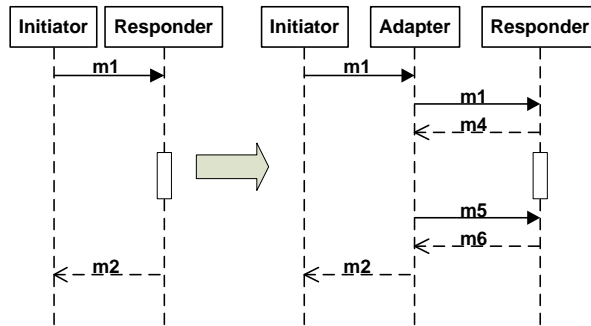 Initiator Responder Initiator Adapter Responder
m1 m1
m1
m4
m5
m6
m2 m2